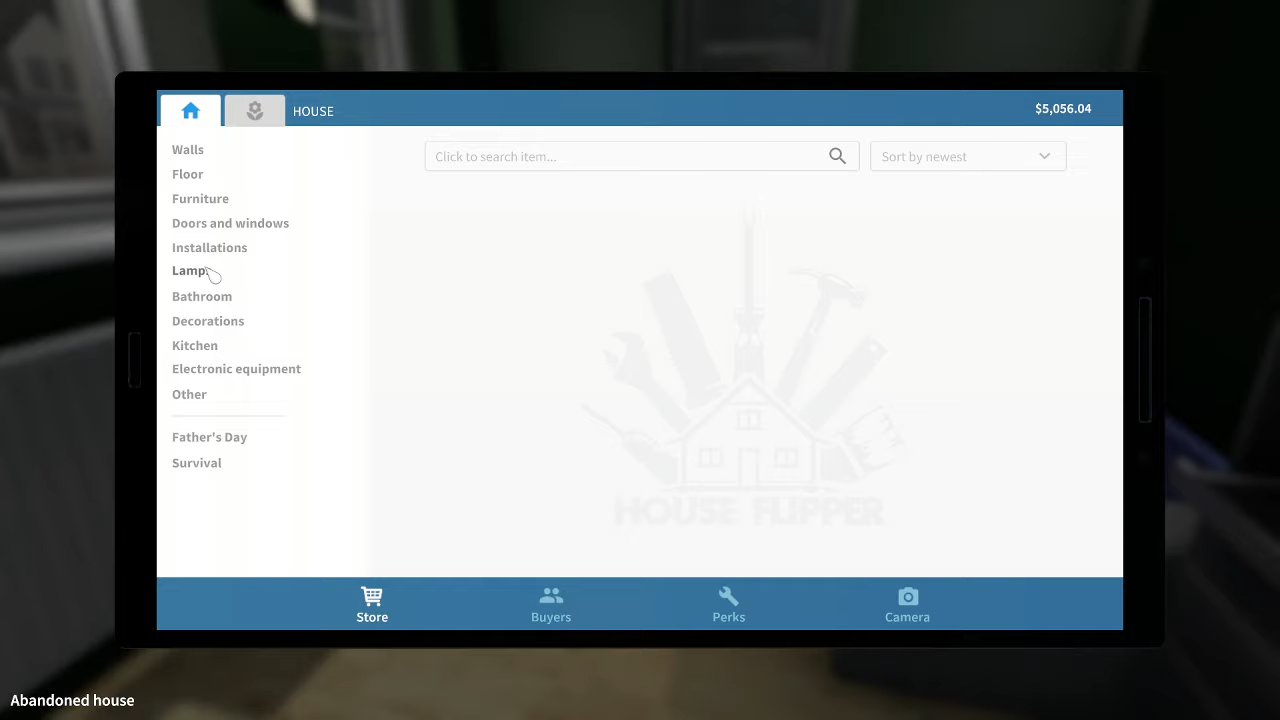 HOUSE
$5,056.04
Click to search item...
Sort by newest
Walls
Floor
Furniture
Doors and windows
Installations
Lamp
Bathroom
Decorations
Kitchen
Electronic equipment
Other
Father's Day
Survival
HOUSE FLIPPER
Store
Buyers
Perks
Camera
Abandoned house